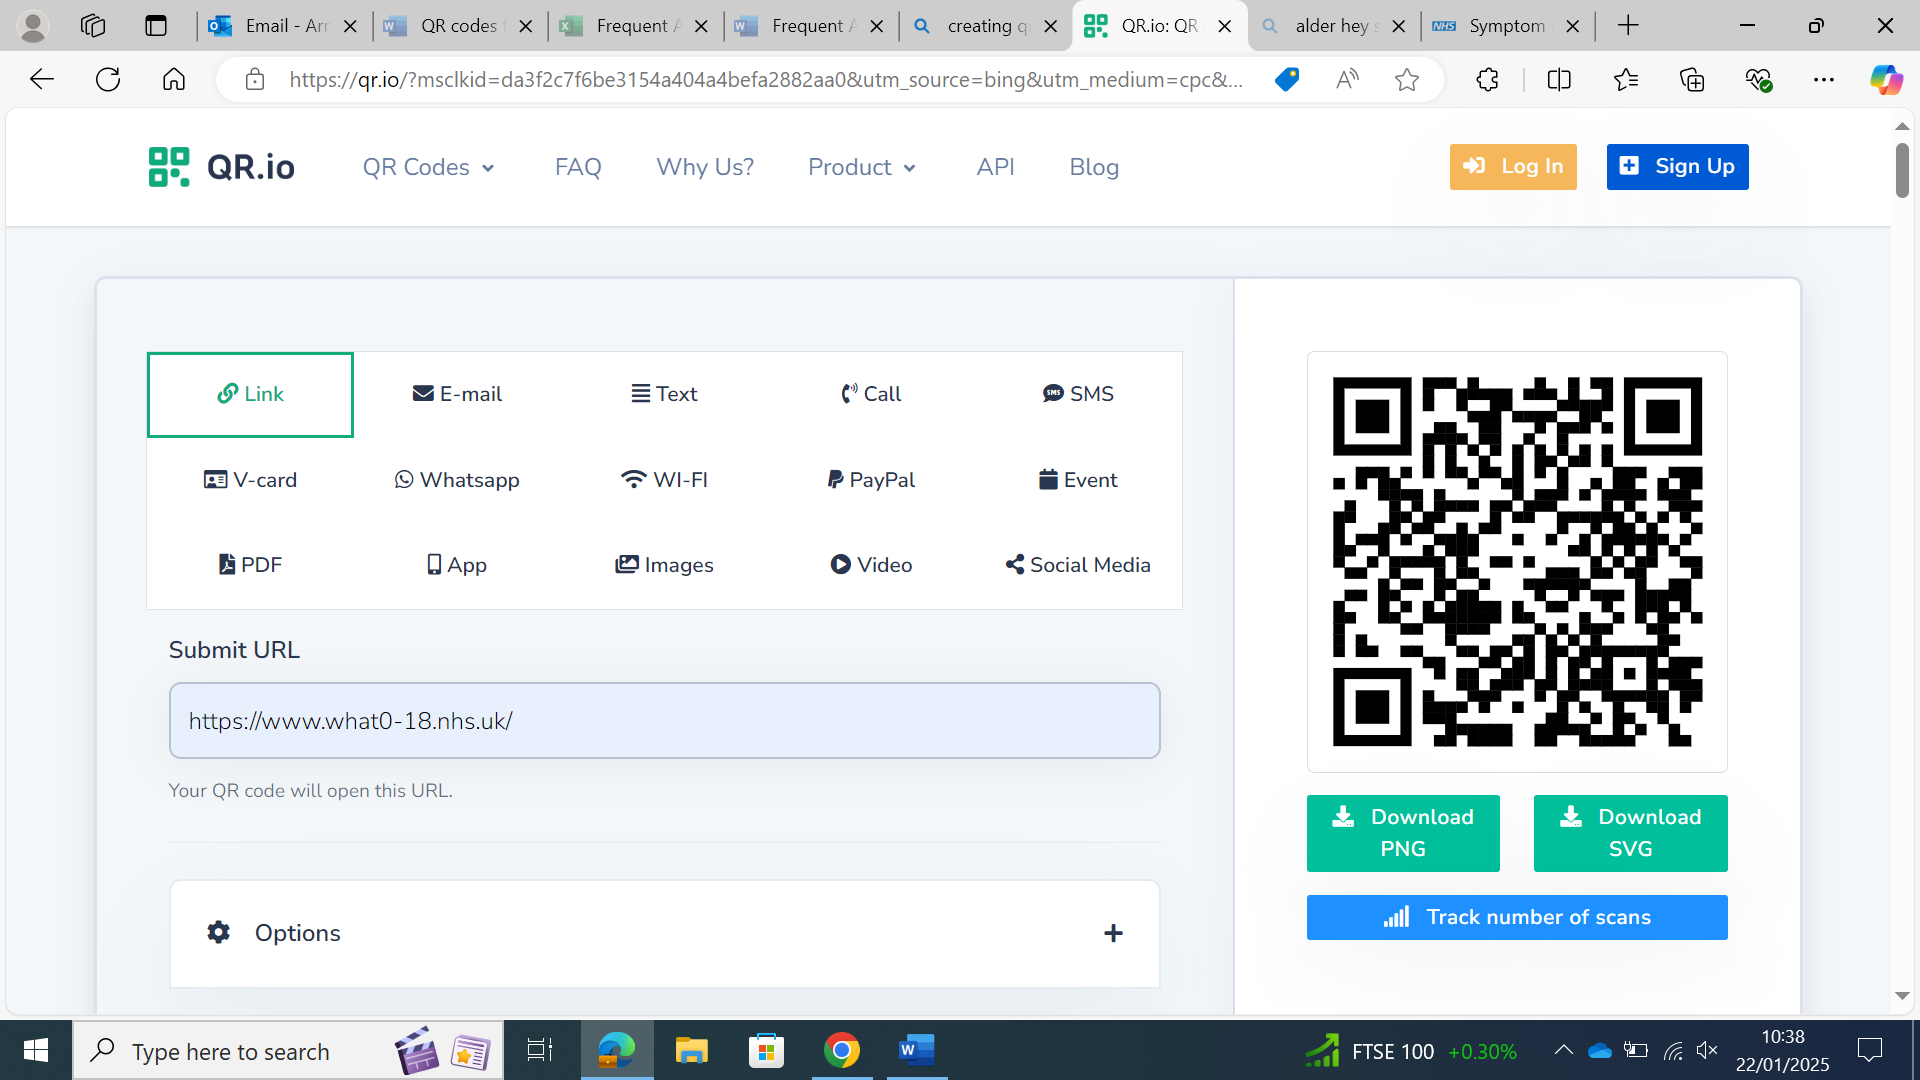 Email - Arr
QR codes f
Frequent A
Frequent A
creating qr
QR.io: QR
alder hey s
NHS Symptom
https://qr.io/?msclkid=da3f2c7f6be3154a404a4befa2882aa0&utm_source=bing&utm_medium=cpc&...
QR.io
QR Codes
FAQ
Why Us?
Product
API
Blog
Log In
Sign Up
Link
E-mail
Text
Call
SMS
V-card
Whatsapp
WI-FI
PayPal
Event
PDF
App
Images
Video
Social Media
Submit URL
https://www.what0-18.nhs.uk/
Your QR code will open this URL.
Options
Download
PNG
Download
SVG
Track number of scans
Type here to search
FTSE 100 +0.30%
10:38
22/01/2025